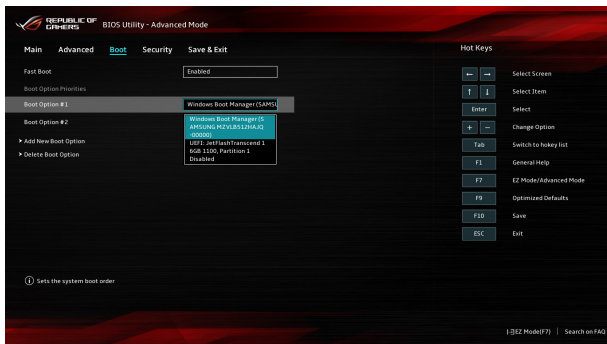 REPUBLIC OF
GAMERS
BIOS Utility - Advanced Mode
Main Advanced Boot Security Save & Exit
Hot Keys
Fast Boot Enabled
Boot Option Priorities
Boot Option #1 Windows Boot Manager (SAMSU
Windows Boot Manager (S
AMSUNG MZVLB512HAJQ
-00000)
UEFI: JetFlashTranscend 1
6GB 1100, Partition 1
Disabled
Boot Option #2
➤ Add New Boot Option
➤ Delete Boot Option
← → Select Screen
↑ ↓ Select Item
Enter Select
+ − Change Option
Tab Switch to hokey list
F1 General Help
F7 EZ Mode/Advanced Mode
F9 Optimized Defaults
F10 Save
ESC Exit
i Sets the system boot order
EZ Mode(F7) | Search on FAQ